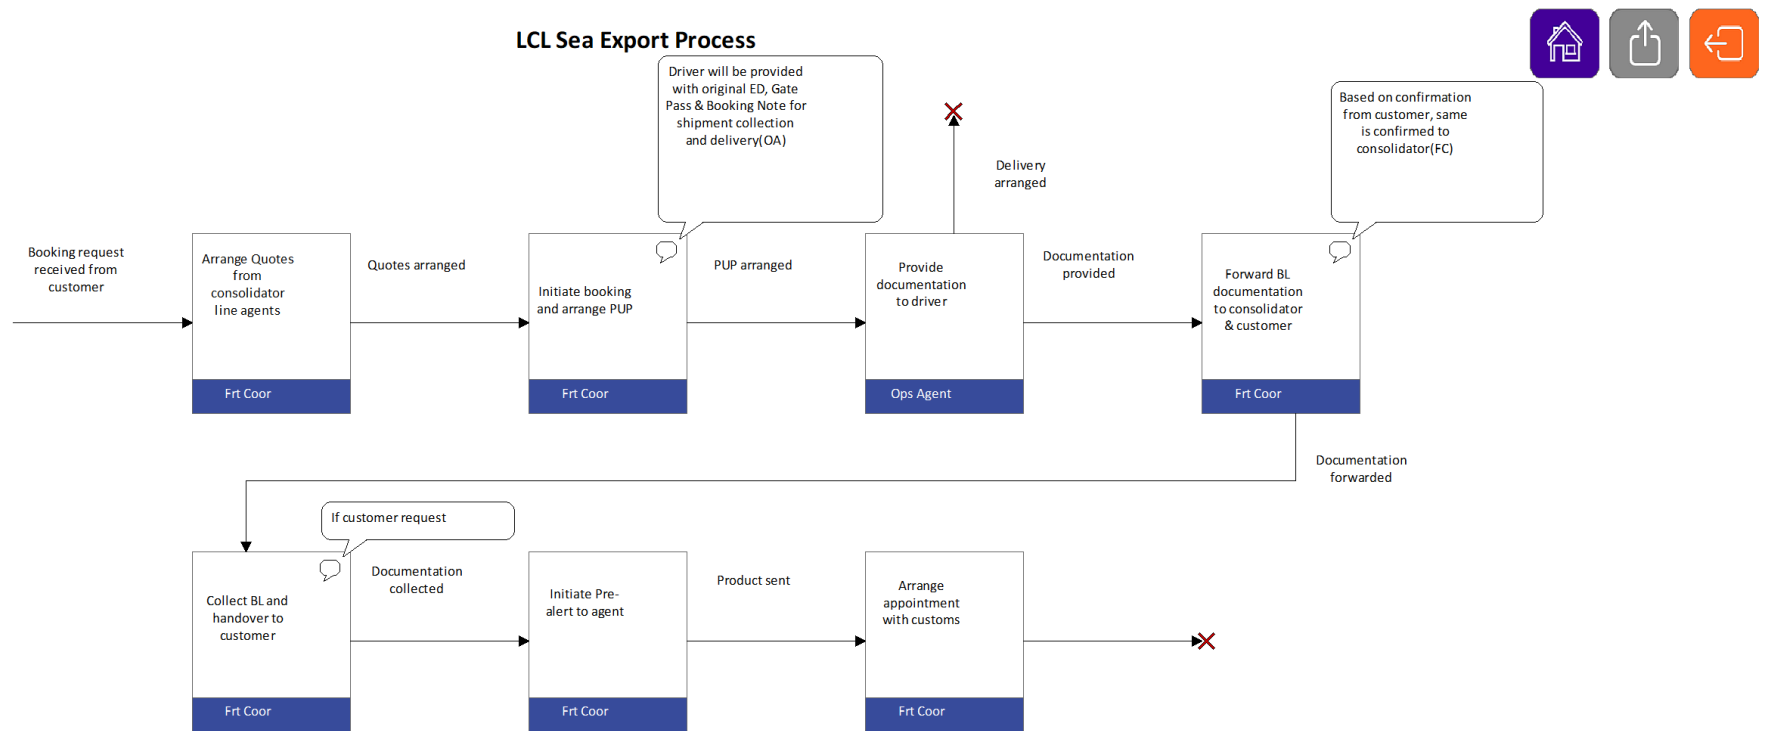 LCL Sea Export Process
Driver will be provided
with original ED, Gate
Pass & Booking Note for
shipment collection
and delivery(OA)
Based on confirmation
from customer, same
is confirmed to
consolidator(FC)
Delivery
arranged
Booking request
received from
customer
Arrange Quotes
from
consolidator
line agents
Frt Coor
Quotes arranged
Initiate booking
and arrange PUP
Frt Coor
PUP arranged
Provide
documentation
to driver
Ops Agent
Documentation
provided
Forward BL
documentation
to consolidator
& customer
Frt Coor
Documentation
forwarded
If customer request
Collect BL and
handover to
customer
Frt Coor
Documentation
collected
Initiate Pre-
alert to agent
Frt Coor
Product sent
Arrange
appointment
with customs
Frt Coor